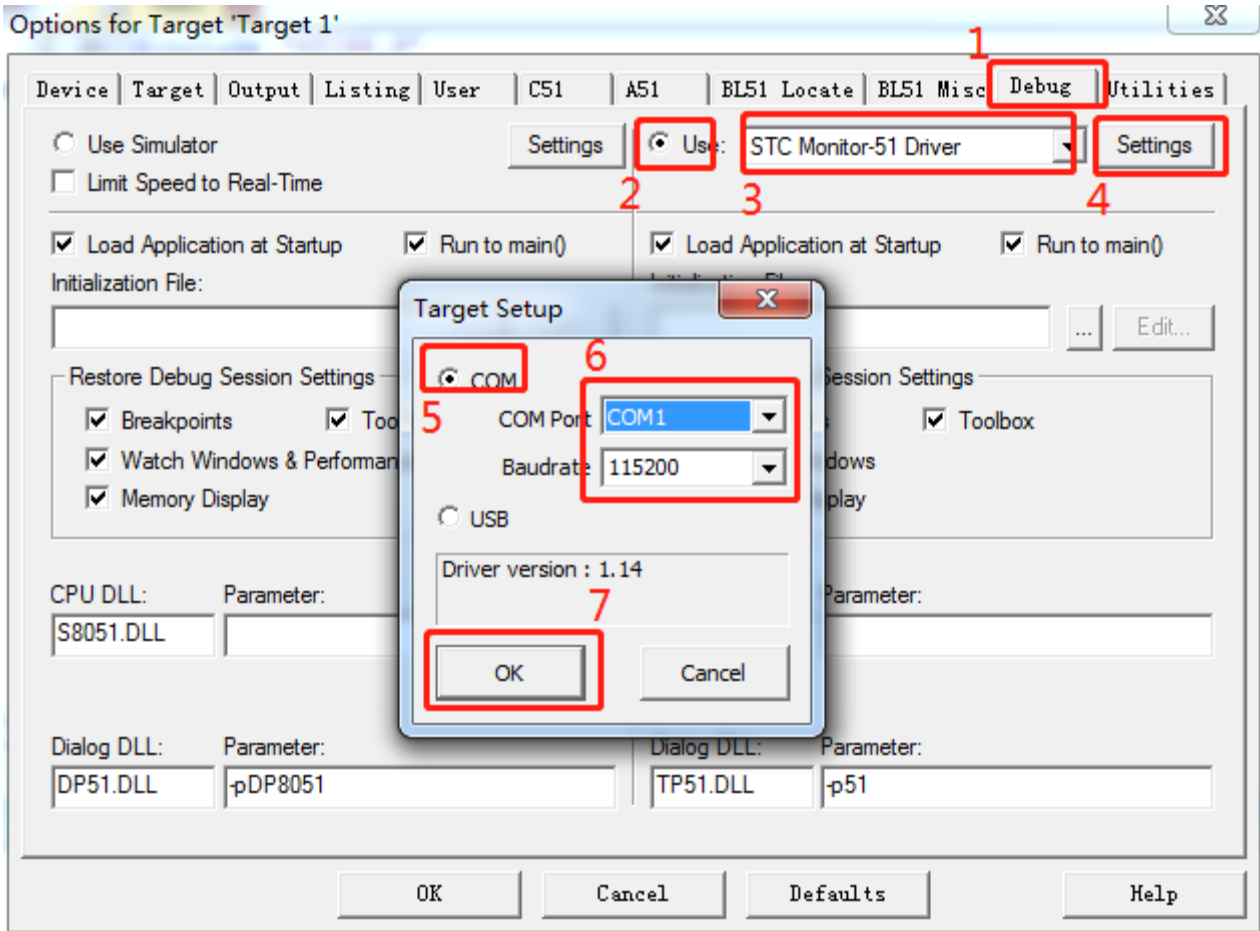 Options for Target 'Target 1'
1
Device Target Output Listing User C51 A51 BL51 Locate BL51 Misc Debug Utilities
Use Simulator Settings Use: STC Monitor-51 Driver Settings
Limit Speed to Real-Time
2 3 4
Load Application at Startup Run to main() Load Application at Startup Run to main()
Initialization File:
... Edit...
Target Setup
Restore Debug Session Settings Session Settings
Breakpoints Toolbox
Watch Windows & Performan
Memory Display
5 COM 6
COM Port COM1
Baudrate 115200
USB
Driver version : 1.14
7
OK Cancel
CPU DLL: Parameter: Parameter:
S8051.DLL
Dialog DLL: Parameter: Dialog DLL: Parameter:
DP51.DLL -pDP8051 TP51.DLL -p51
OK Cancel Defaults Help